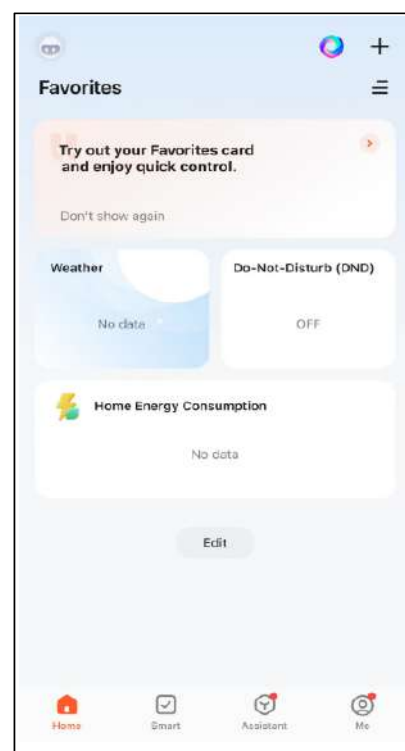 Favorites
Try out your Favorites card
and enjoy quick control.
Don't show again
Weather
No data
Do-Not-Disturb (DND)
OFF
Home Energy Consumption
No data
Edit
Home
Smart
Assistant
Me